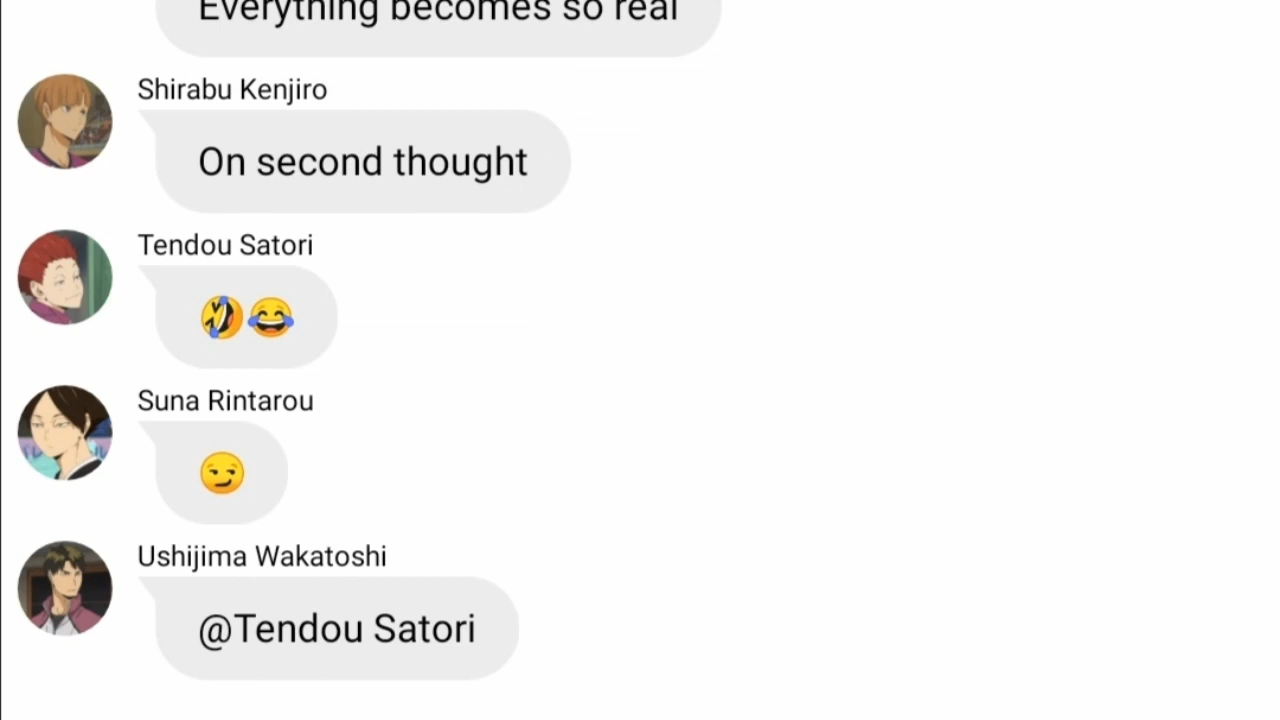 Everything becomes so real
Shirabu Kenjiro
On second thought
Tendou Satori
🤣😂
Suna Rintarou
😏
Ushijima Wakatoshi
@Tendou Satori